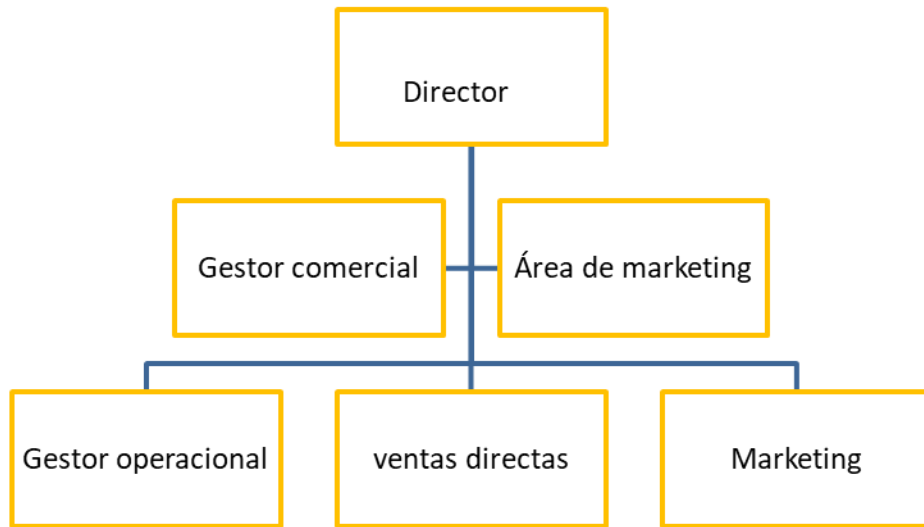 Director
Gestor comercial
Área de marketing
Gestor operacional
ventas directas
Marketing